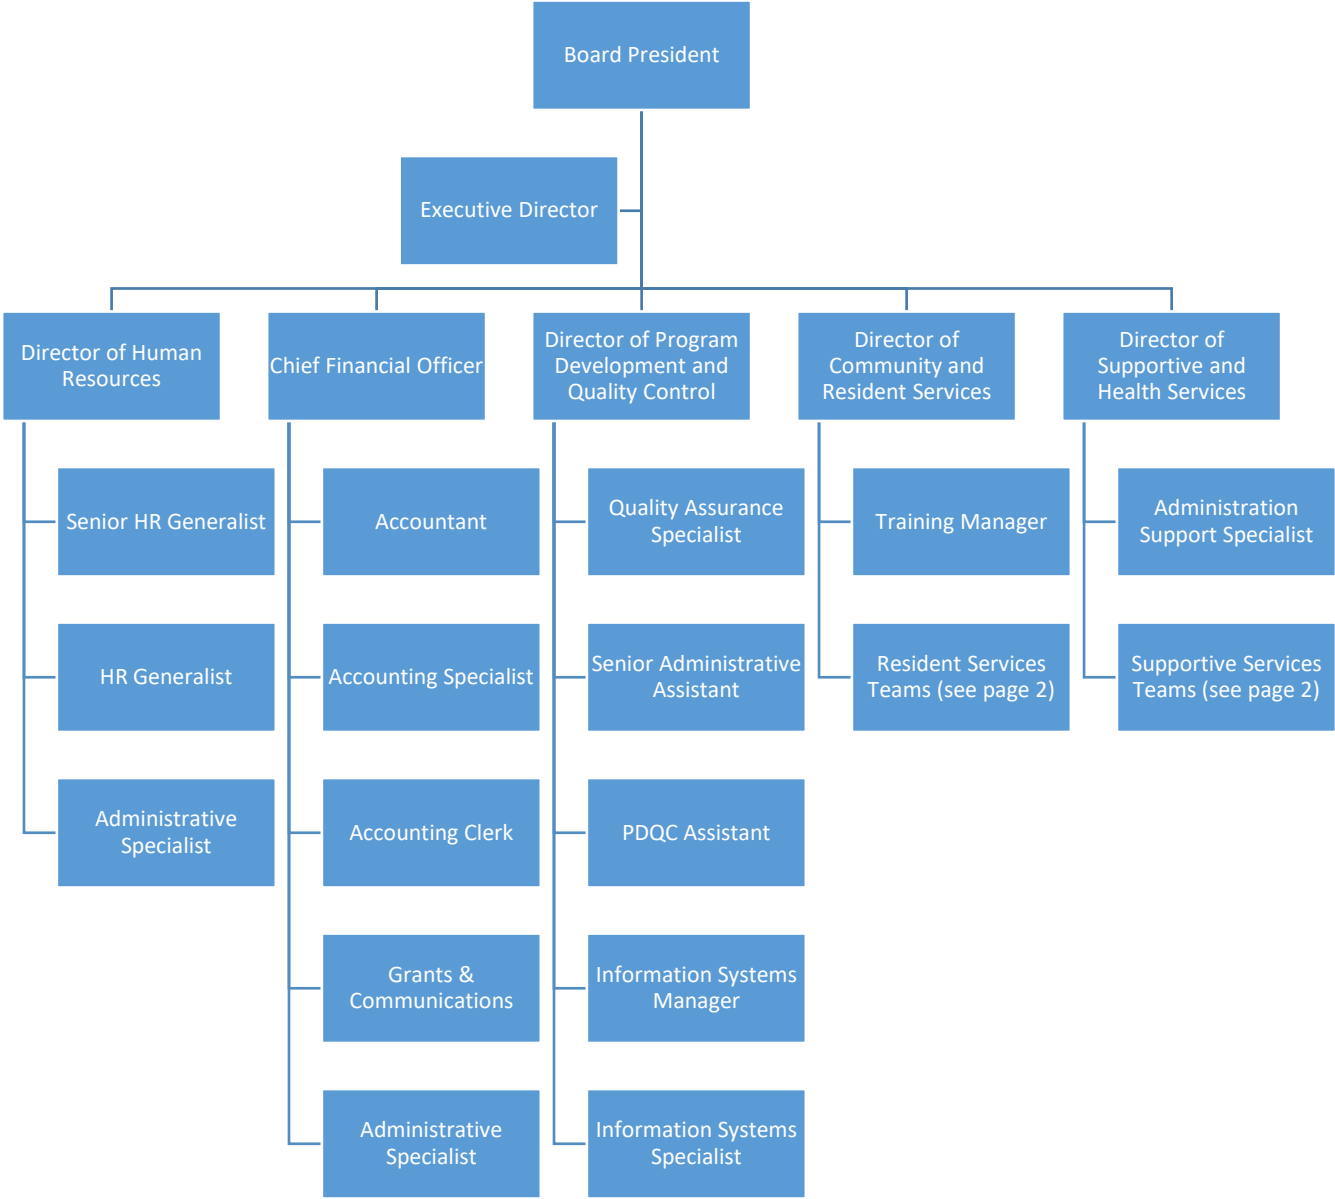 Board President
Executive Director
Director of Human
Resources
Chief Financial Officer
Director of Program
Development and
Quality Control
Director of
Community and
Resident Services
Director of
Supportive and
Health Services
Senior HR Generalist
HR Generalist
Administrative
Specialist
Accountant
Accounting Specialist
Accounting Clerk
Grants &
Communications
Administrative
Specialist
Quality Assurance
Specialist
Senior Administrative
Assistant
PDQC Assistant
Information Systems
Manager
Information Systems
Specialist
Training Manager
Resident Services
Teams (see page 2)
Administration
Support Specialist
Supportive Services
Teams (see page 2)